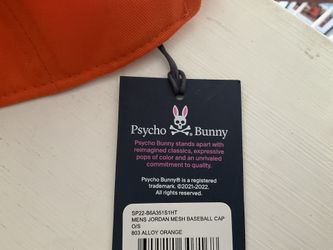 Psycho Bunny
Psycho Bunny stands apart with
reimagined classics, expressive
pops of color and an unrivaled
commitment to quality.
Psycho Bunny® is a registered
trademark. ©2021-2022.
All rights reserved.
SP22-B6A351S1HT
MENS JORDAN MESH BASEBALL CAP
O/S
803 ALLOY ORANGE